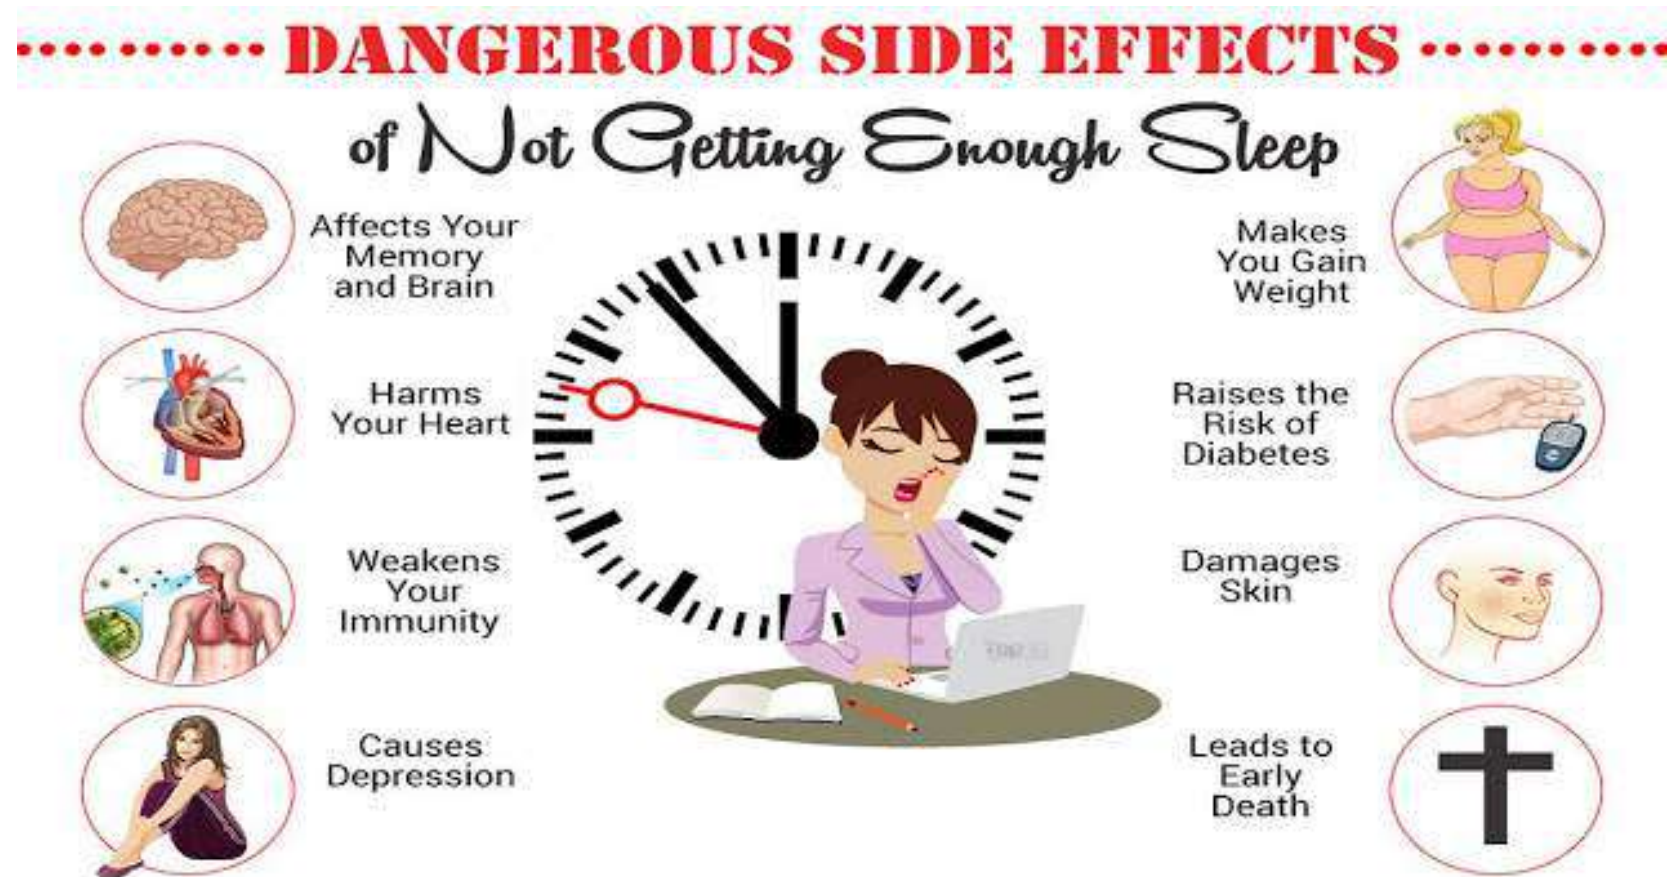 DANGEROUS SIDE EFFECTS
of Not Getting Enough Sleep
Affects Your
Memory
and Brain
Harms
Your Heart
Weakens
Your
Immunity
Causes
Depression
Makes
You Gain
Weight
Raises the
Risk of
Diabetes
Damages
Skin
Leads to
Early
Death